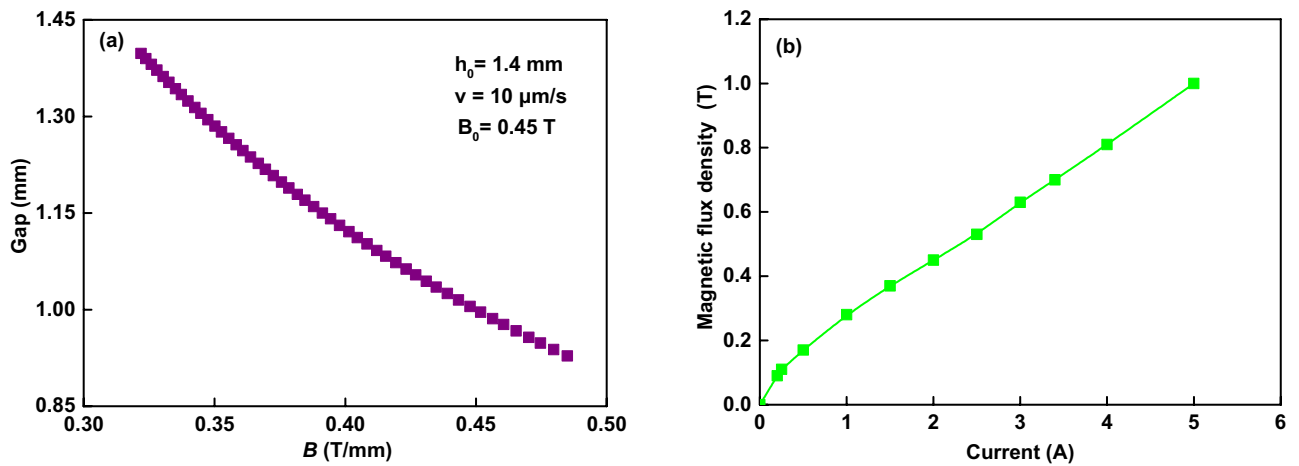 (a)
h₀= 1.4 mm
v = 10 µm/s
B₀= 0.45 T
1.45
1.30
1.15
1.00
0.85
Gap (mm)
0.30
0.35
0.40
0.45
0.50
B (T/mm)
(b)
1.2
1.0
0.8
0.6
0.4
0.2
0.0
Magnetic flux density (T)
0
1
2
3
4
5
6
Current (A)